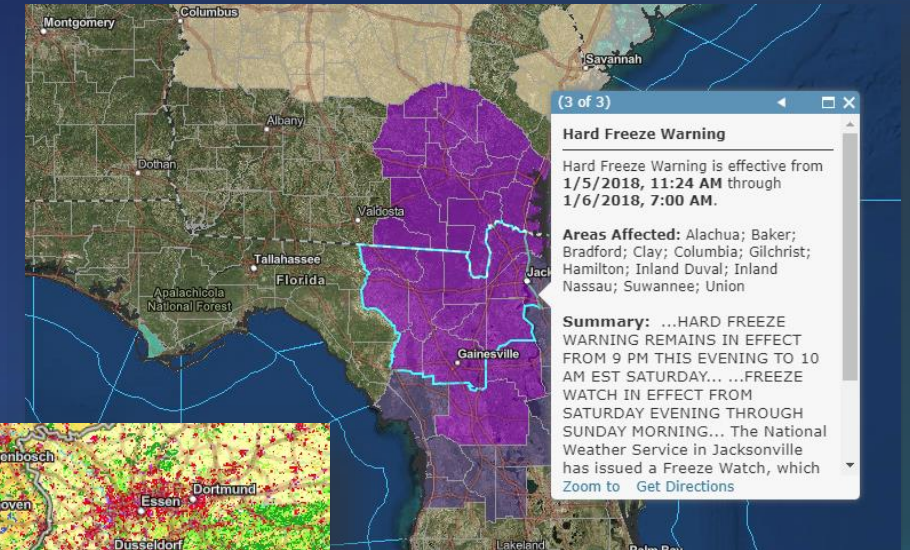 Montgomery
Columbus
Savannah
Albany
Dothan
Valdosta
Tallahassee
Florida
Apalachicola
National Forest
Jack
Gainesville
Lakeland
Palm Bay
(3 of 3)
Hard Freeze Warning
Hard Freeze Warning is effective from
1/5/2018, 11:24 AM through
1/6/2018, 7:00 AM.
Areas Affected: Alachua; Baker;
Bradford; Clay; Columbia; Gilchrist;
Hamilton; Inland Duval; Inland
Nassau; Suwannee; Union
Summary: ...HARD FREEZE
WARNING REMAINS IN EFFECT
FROM 9 PM THIS EVENING TO 10
AM EST SATURDAY... ...FREEZE
WATCH IN EFFECT FROM
SATURDAY EVENING THROUGH
SUNDAY MORNING... The National
Weather Service in Jacksonville
has issued a Freeze Watch, which
Zoom to Get Directions
enbosch
oven
Essen
Dortmund
Dusseldorf